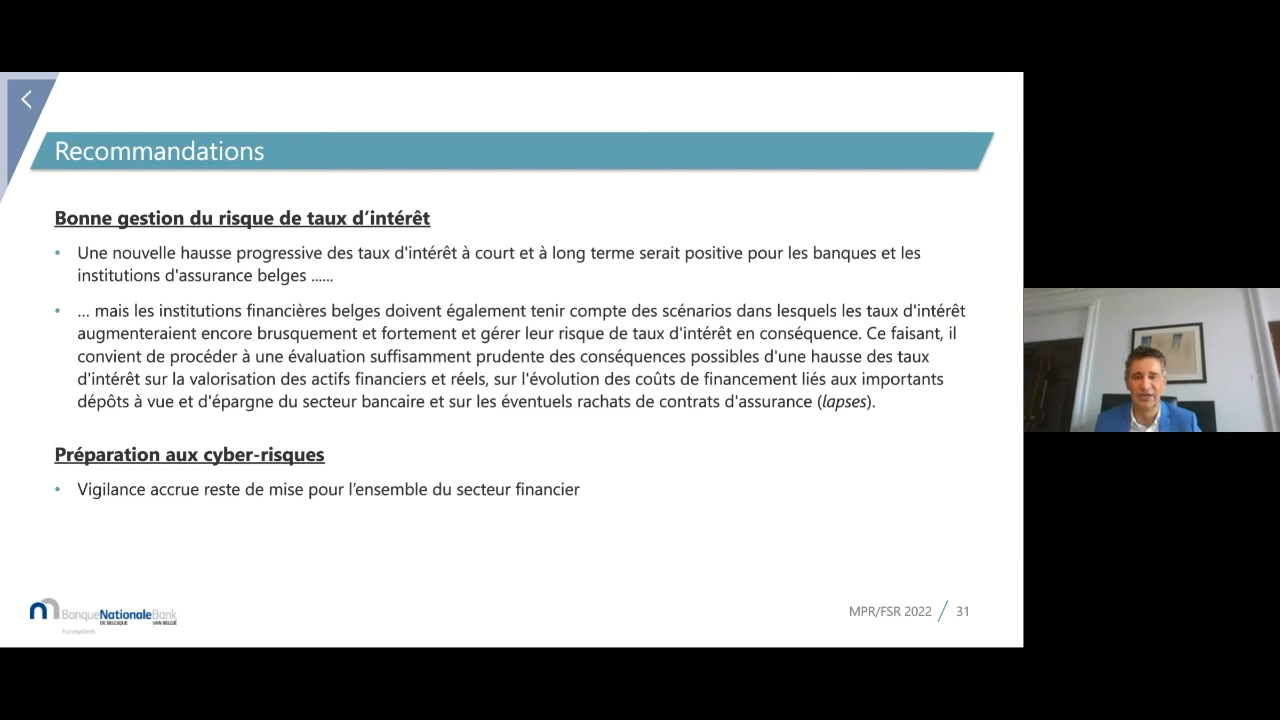 Recommandations
Bonne gestion du risque de taux d’intérêt
• Une nouvelle hausse progressive des taux d'intérêt à court et à long terme serait positive pour les banques et les
institutions d'assurance belges ......
• ... mais les institutions financières belges doivent également tenir compte des scénarios dans lesquels les taux d'intérêt
augmenteraient encore brusquement et fortement et gérer leur risque de taux d'intérêt en conséquence. Ce faisant, il
convient de procéder à une évaluation suffisamment prudente des conséquences possibles d'une hausse des taux
d'intérêt sur la valorisation des actifs financiers et réels, sur l'évolution des coûts de financement liés aux importants
dépôts à vue et d'épargne du secteur bancaire et sur les éventuels rachats de contrats d'assurance (lapses).
Préparation aux cyber-risques
• Vigilance accrue reste de mise pour l’ensemble du secteur financier
BanqueNationaleBank
DE BELGIQUE VAN BELGIË
Eurosystem
MPR/FSR 2022 / 31